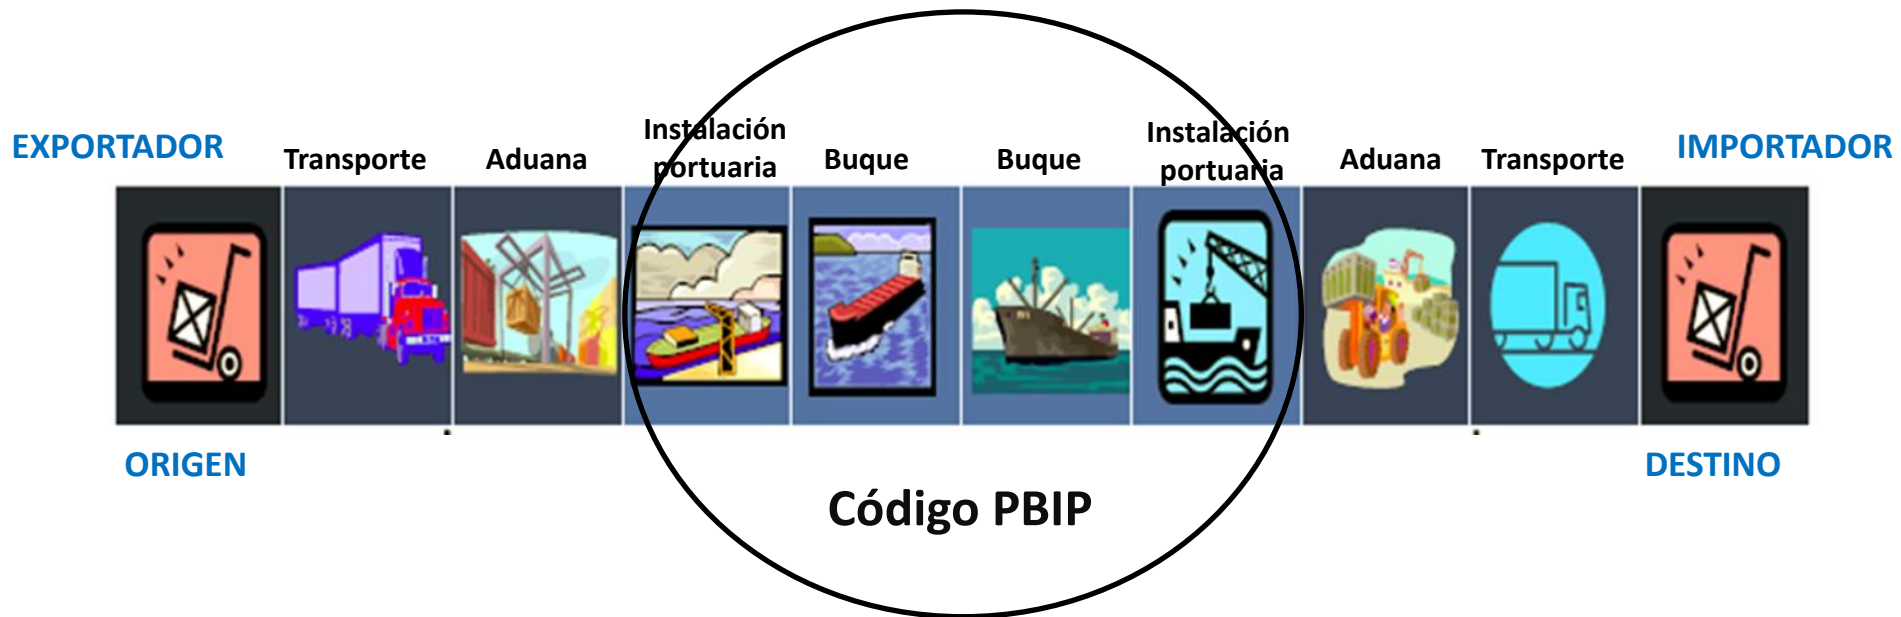 EXPORTADOR
Transporte
Aduana
Instalación
portuaria
Buque
Buque
Instalación
portuaria
Aduana
Transporte
IMPORTADOR
ORIGEN
DESTINO
Código PBIP